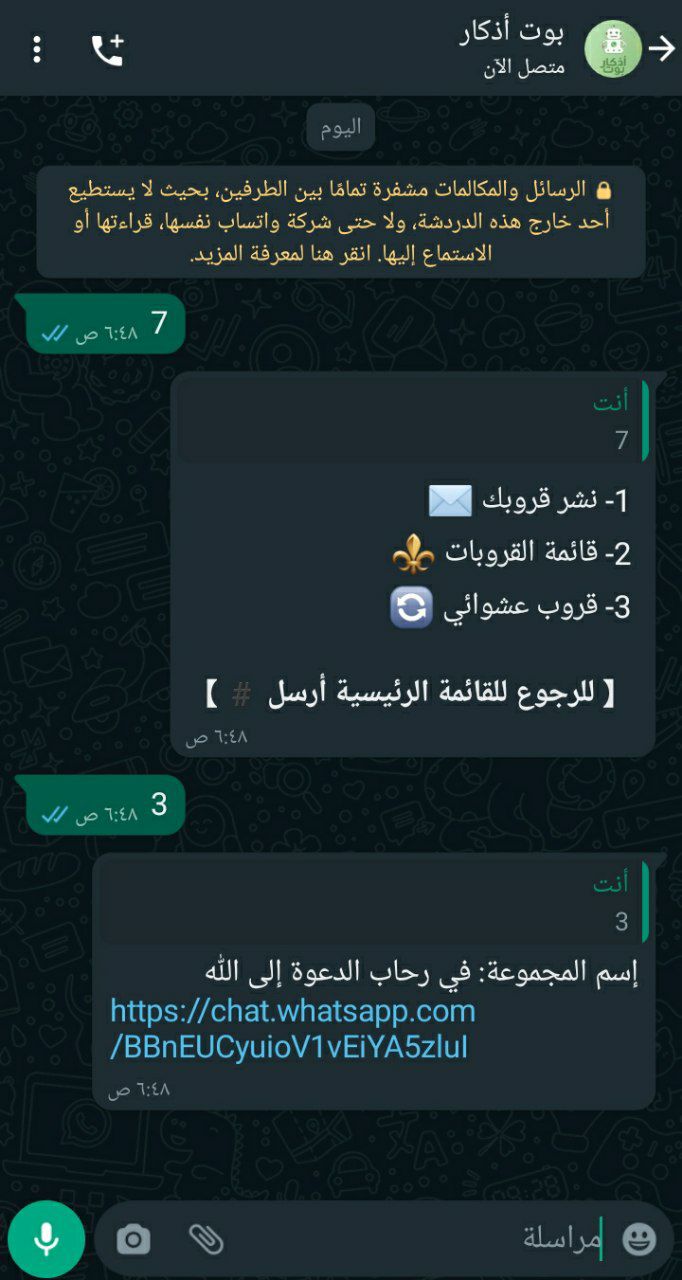 بوت أذكار
متصل الآن
أذكار
بوت
اليوم
🔒 الرسائل والمكالمات مشفرة تمامًا بين الطرفين، بحيث لا يستطيع
أحد خارج هذه الدردشة، ولا حتى شركة واتساب نفسها، قراءتها أو
الاستماع إليها. انقر هنا لمعرفة المزيد.
7 ٦:٤٨ ص
أنت
7
1- نشر قروبك ✉️
2- قائمة القروبات ⚜️
3- قروب عشوائي 🔄
【 للرجوع للقائمة الرئيسية أرسل # 】
٦:٤٨ ص
3 ٦:٤٨ ص
أنت
3
إسم المجموعة: في رحاب الدعوة إلى الله
https://chat.whatsapp.com
/BBnEUCyuioV1vEiYA5zluI
٦:٤٨ ص
مراسلة